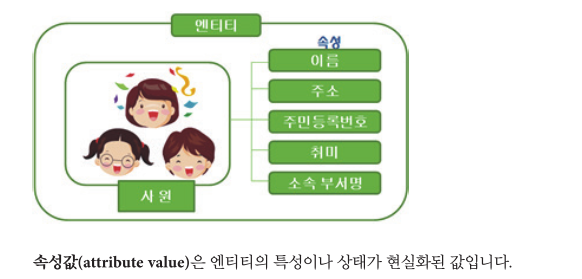 엔티티
속성
이름
주소
주민등록번호
취미
소속 부서명
사 원
속성값(attribute value)은 엔티티의 특성이나 상태가 현실화된 값입니다.